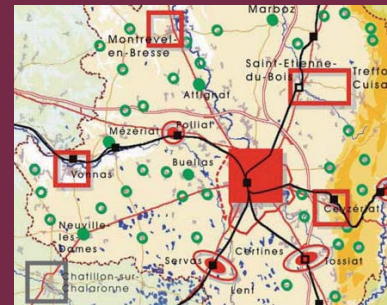 Marboz
Montrevel-
en-Bresse
Saint-Etienne-
du-Bois
Treffo
Cuisa
Attignat
Polliat
Mézériat
Buellas
Vonnas
Ceyzériat
Neuville-
les-
Dames
Servas
Certines
Tossiat
Chatillon-sur-
Chalaronne
Lent